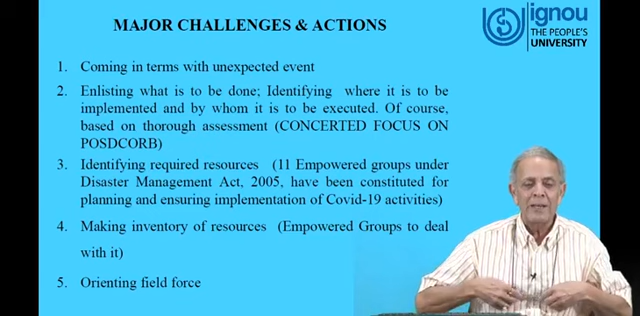 MAJOR CHALLENGES & ACTIONS
ignou
THE PEOPLE'S
UNIVERSITY
1. Coming in terms with unexpected event
2. Enlisting what is to be done; Identifying where it is to be
implemented and by whom it is to be executed. Of course,
based on thorough assessment (CONCERTED FOCUS ON
POSDCORB)
3. Identifying required resources (11 Empowered groups under
Disaster Management Act, 2005, have been constituted for
planning and ensuring implementation of Covid-19 activities)
4. Making inventory of resources (Empowered Groups to deal
with it)
5. Orienting field force